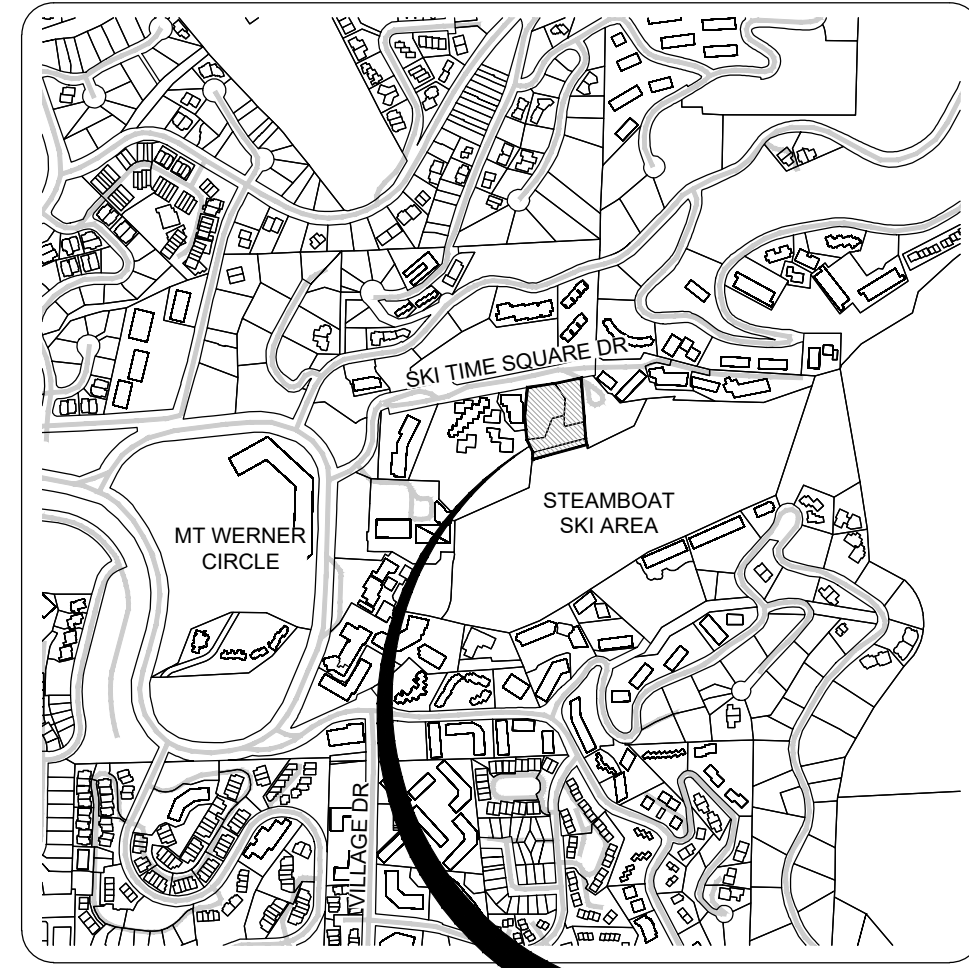 SKI TIME SQUARE DR
STEAMBOAT
SKI AREA
MT WERNER
CIRCLE
VILLAGE DR